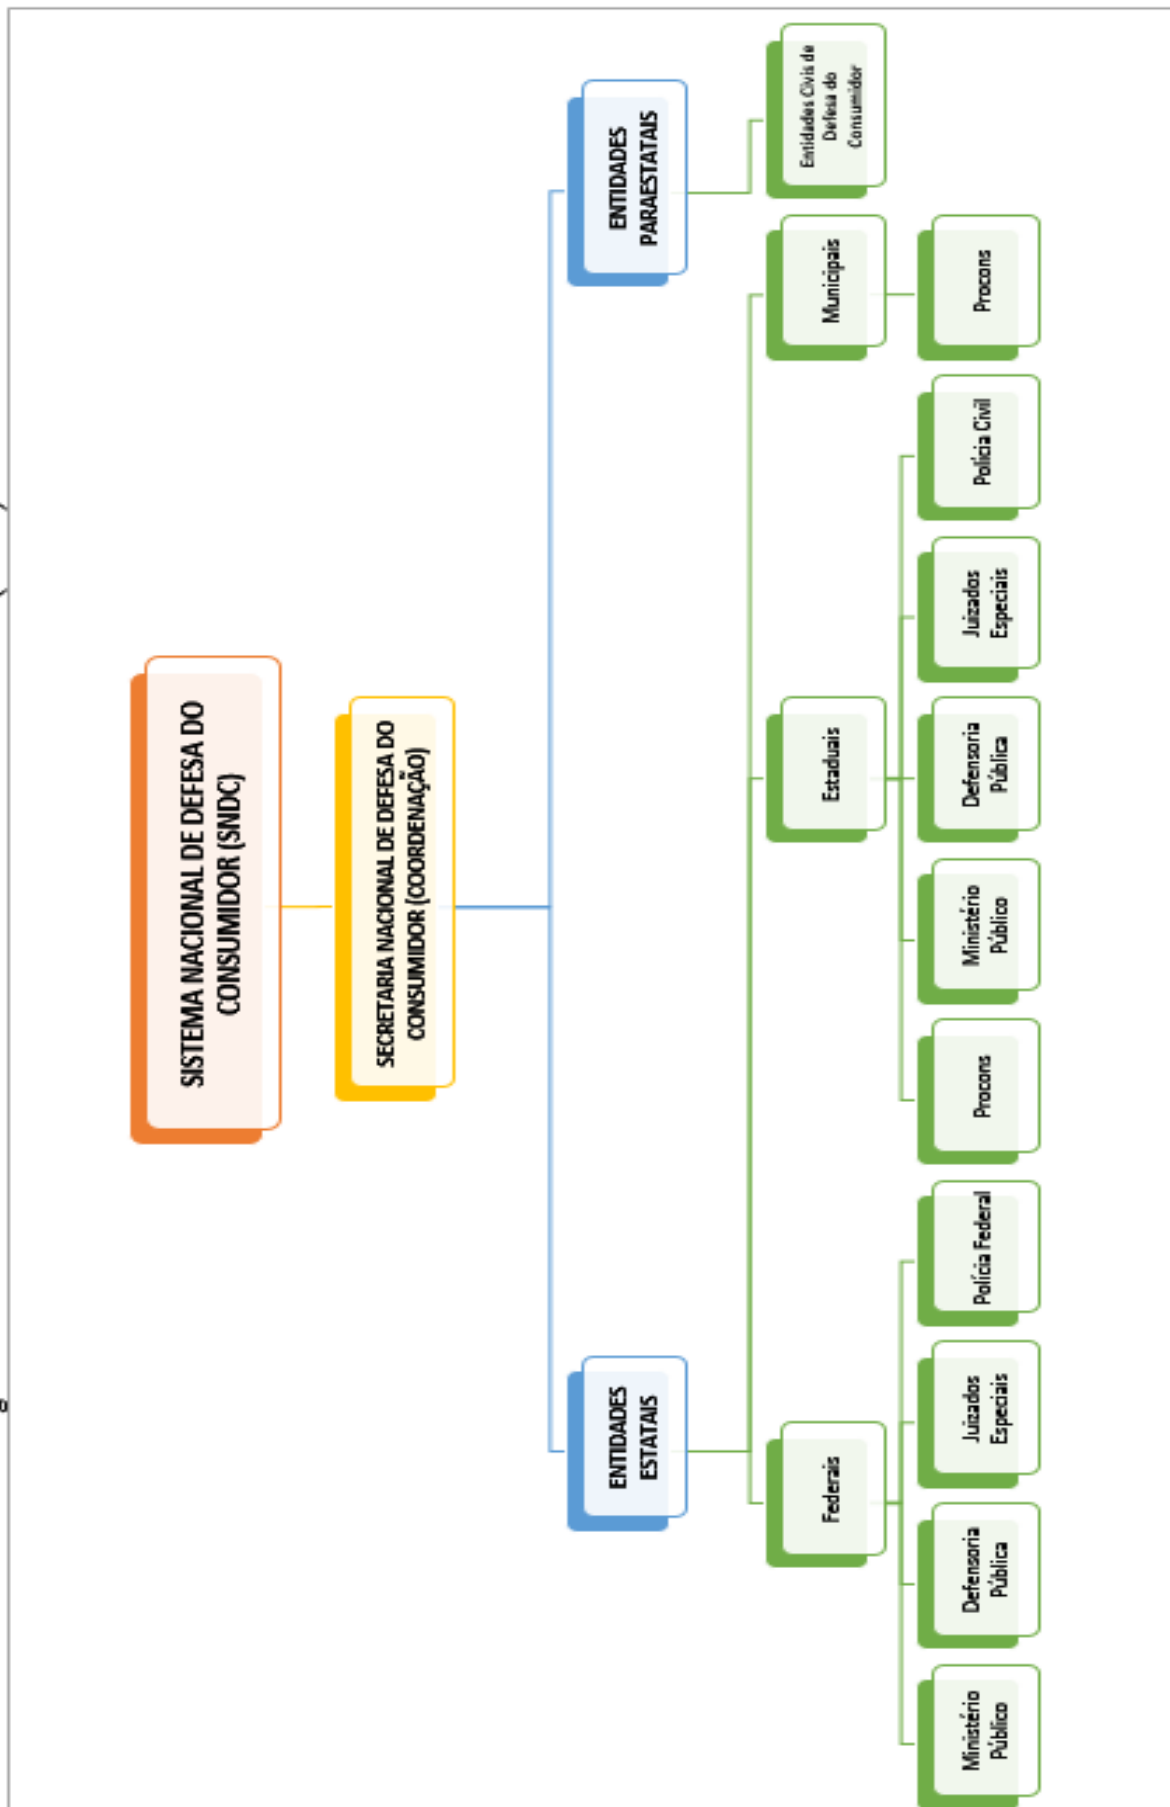 SISTEMA NACIONAL DE DEFESA DO
CONSUMIDOR (SNDC)
SECRETARIA NACIONAL DE DEFESA DO
CONSUMIDOR (COORDENAÇÃO)
ENTIDADES
ESTATAIS
ENTIDADES
PARAESTATAIS
Federais
Estaduais
Municipais
Entidades Civis de
Defesa do
Consumidor
Ministério
Público
Defensoria
Pública
Juizados
Especiais
Polícia Federal
Procons
Ministério
Público
Defensoria
Pública
Juizados
Especiais
Polícia Civil
Procons